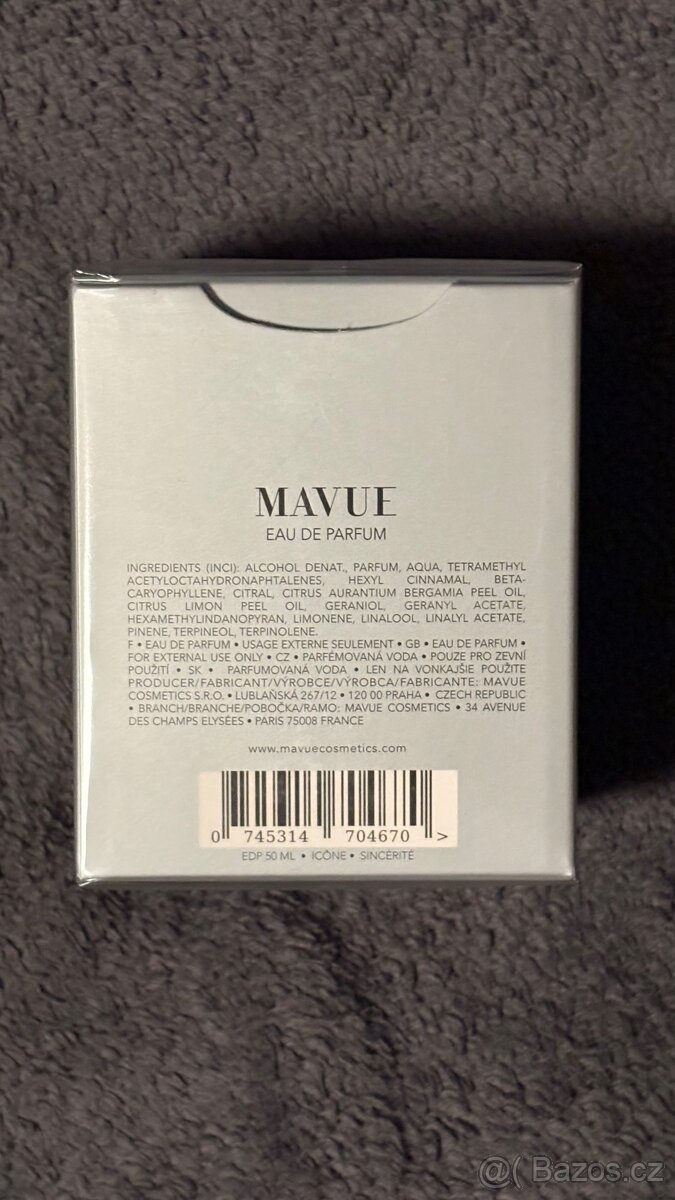 MAVUE
EAU DE PARFUM
INGREDIENTS (INCI): ALCOHOL DENAT., PARFUM, AQUA, TETRAMETHYL
ACETYLOCTAHYDRONAPHTALENES, HEXYL CINNAMAL, BETA-
CARYOPHYLLENE, CITRAL, CITRUS AURANTIUM BERGAMIA PEEL OIL,
CITRUS LIMON PEEL OIL, GERANIOL, GERANYL ACETATE,
HEXAMETHYLINDANOPYRAN, LIMONENE, LINALOOL, LINALYL ACETATE,
PINENE, TERPINEOL, TERPINOLENE.
F • EAU DE PARFUM • USAGE EXTERNE SEULEMENT • GB • EAU DE PARFUM •
FOR EXTERNAL USE ONLY • CZ • PARFÉMOVANÁ VODA • POUZE PRO ZEVNÍ
POUŽITÍ • SK • PARFUMOVANÁ VODA • LEN NA VONKAJŠIE POUŽITE
PRODUCER/FABRICANT/VÝROBCE/VÝROBCA/FABRICANTE: MAVUE
COSMETICS S.R.O. • LUBLAŇSKÁ 267/12 • 120 00 PRAHA • CZECH REPUBLIC
• BRANCH/BRANCHE/POBOČKA/RAMO: MAVUE COSMETICS • 34 AVENUE
DES CHAMPS ELYSÉES • PARIS 75008 FRANCE
www.mavuecosmetics.com
0 745314 704670 >
EDP 50 ML • ICÔNE • SINCÉRITÉ
@( Bazos.cz